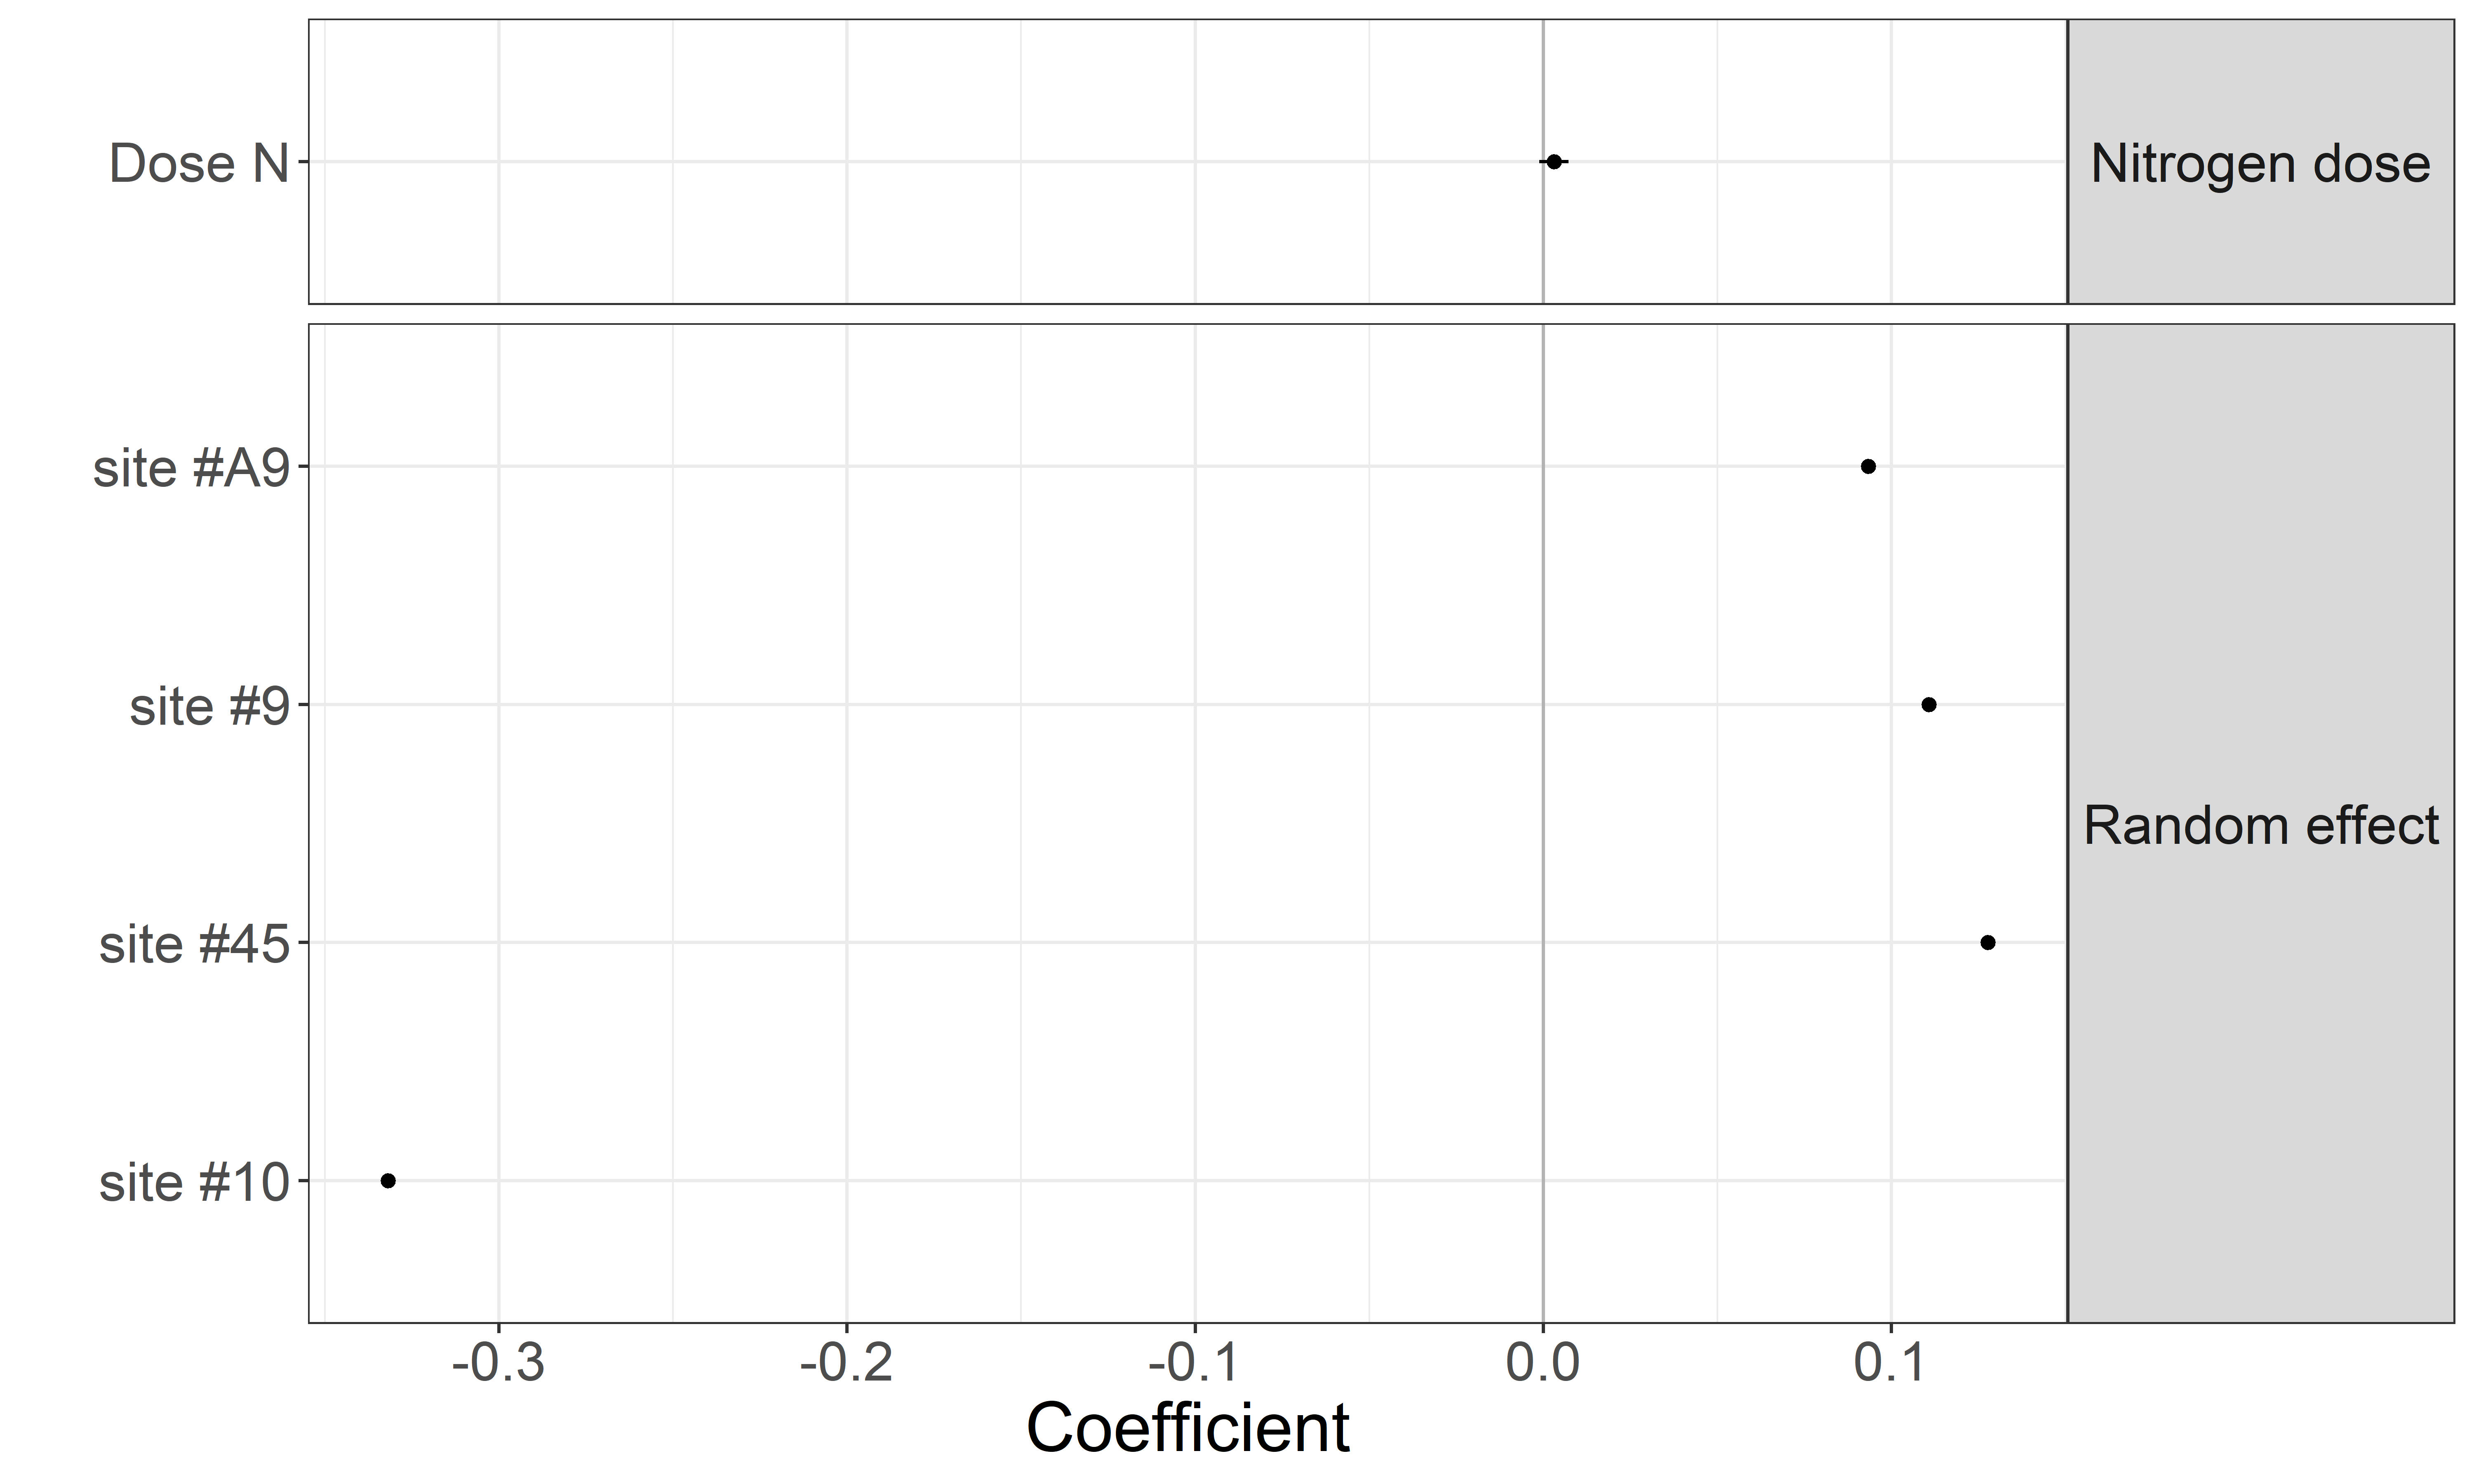 Dose N
Nitrogen dose
site #A9
site #9
Random effect
site #45
site #10
-0.3 -0.2 -0.1 0.0 0.1
Coefficient